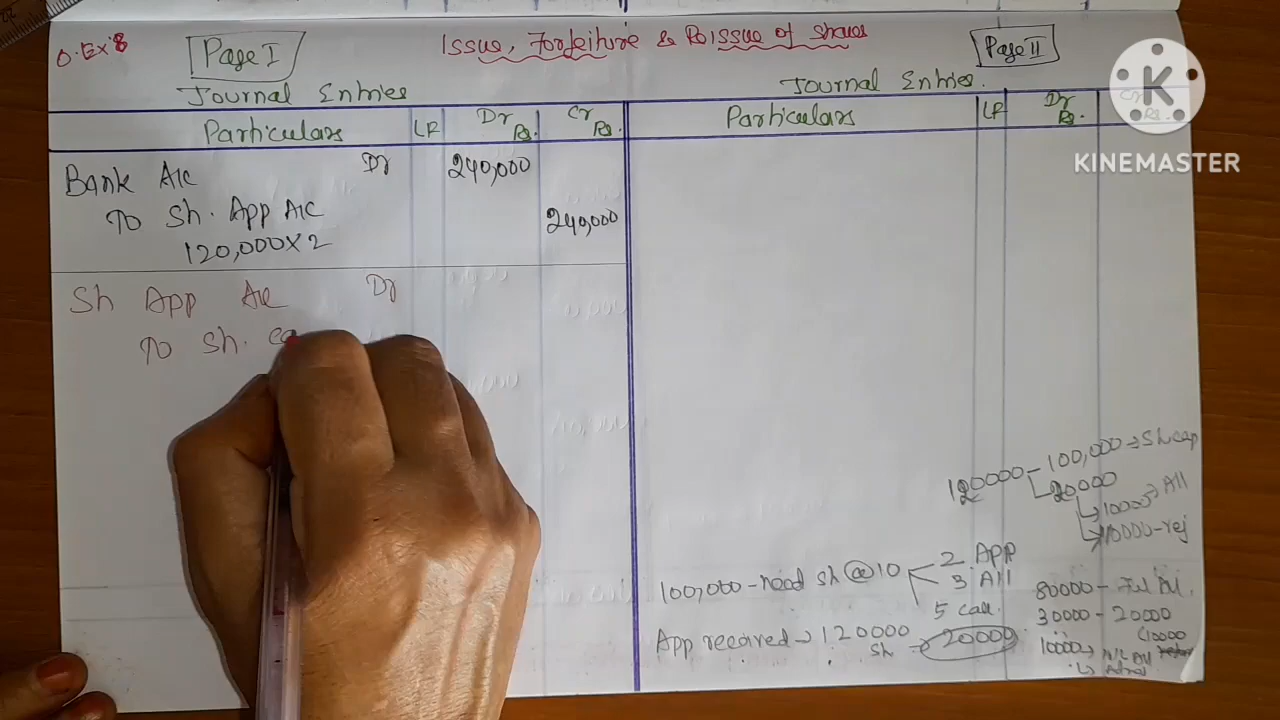 O.Ex 8
Page I
Issue, Forfeiture & Reissue of shares
Page II
Journal Entries
Journal Entries.
Particulars LF Dr Rs. Cr Rs.
Particulars LF Dr Rs.
K
KINEMASTER
Bank A/c Dr 240,000
To Sh. App A/c 240,000
120,000×2
Sh App A/c Dr
To Sh. ca
120000 - 100,000 → Sh cap
20000
10000 → All
10000 - rej
100,000 - need sh @ 10
2 App
3 All
5 Call
App received → 120000 sh → 20000
80000 - Full All.
30000 - 20000
(10000
10000 →